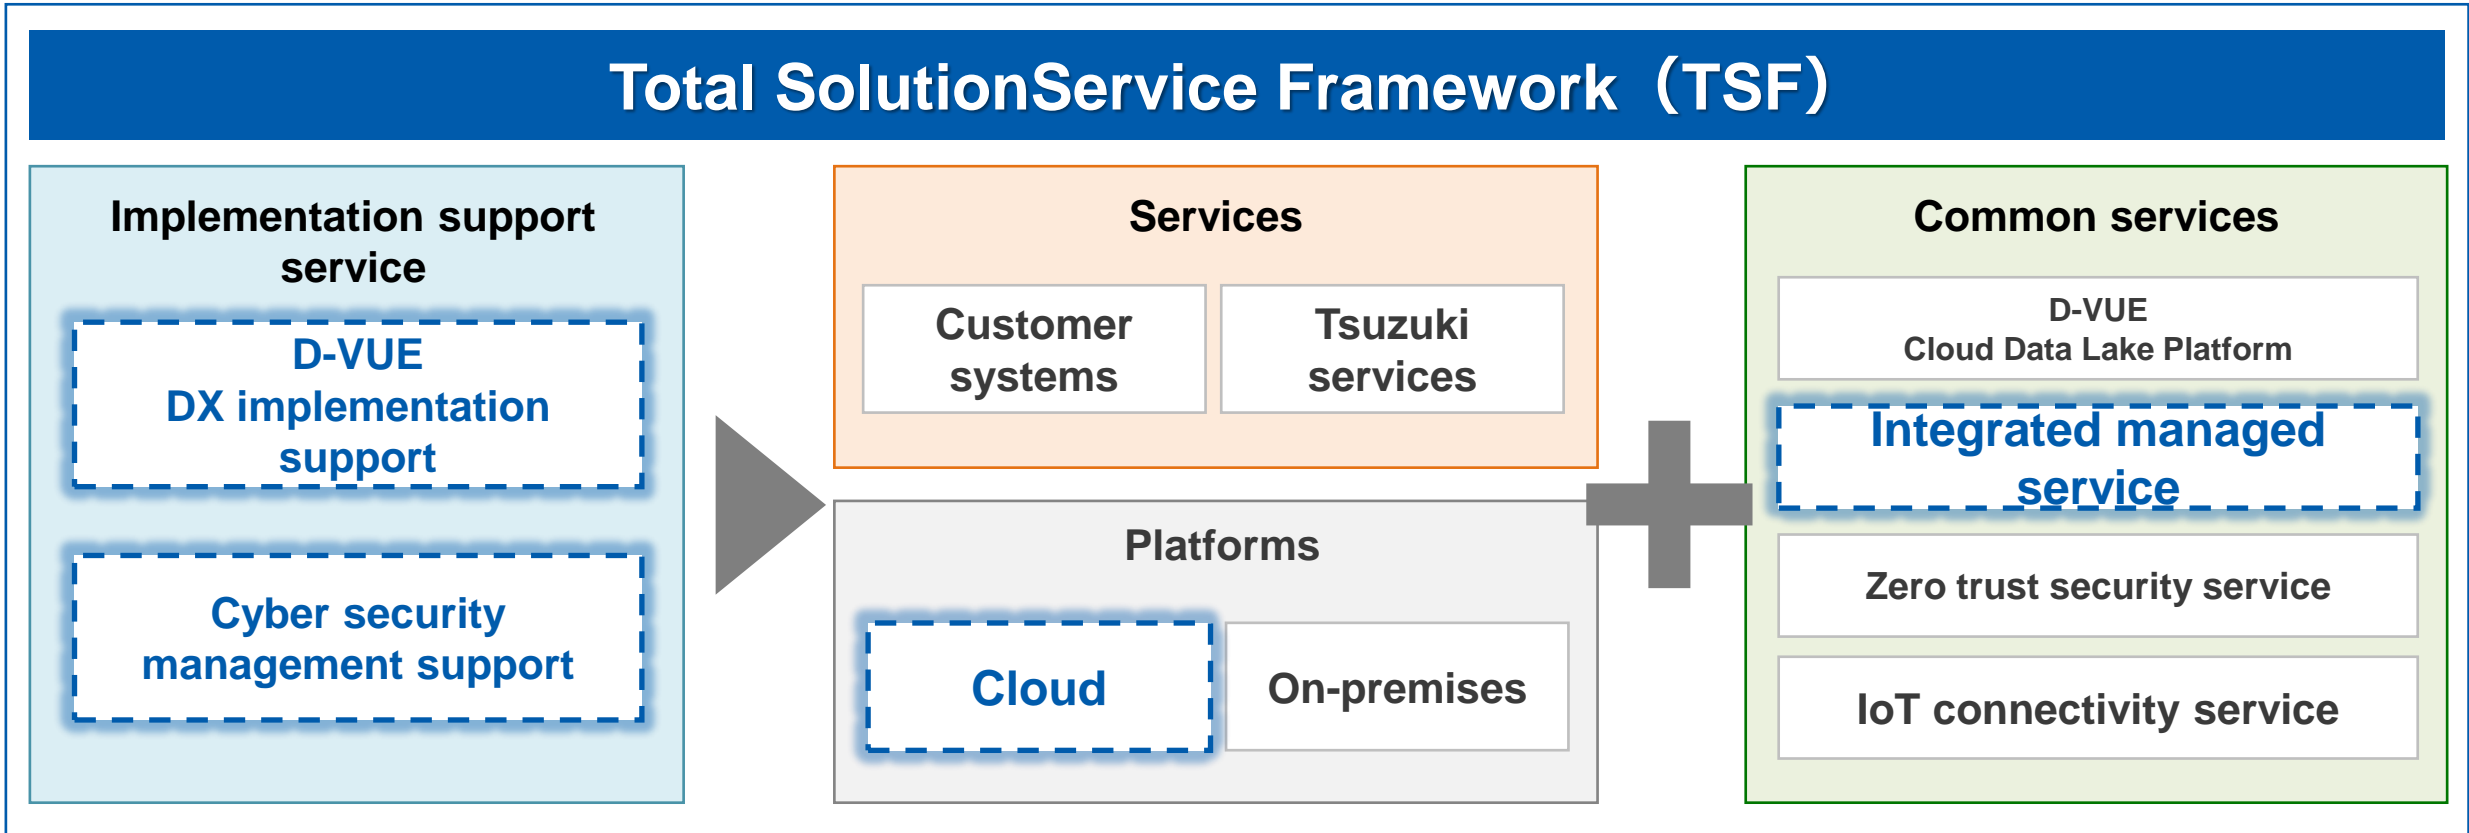 Total SolutionService Framework（TSF）
Implementation support
service
D-VUE
DX implementation
support
Cyber security
management support
Services
Customer
systems
Tsuzuki
services
Platforms
Cloud
On-premises
Common services
D-VUE
Cloud Data Lake Platform
Integrated managed
service
Zero trust security service
IoT connectivity service